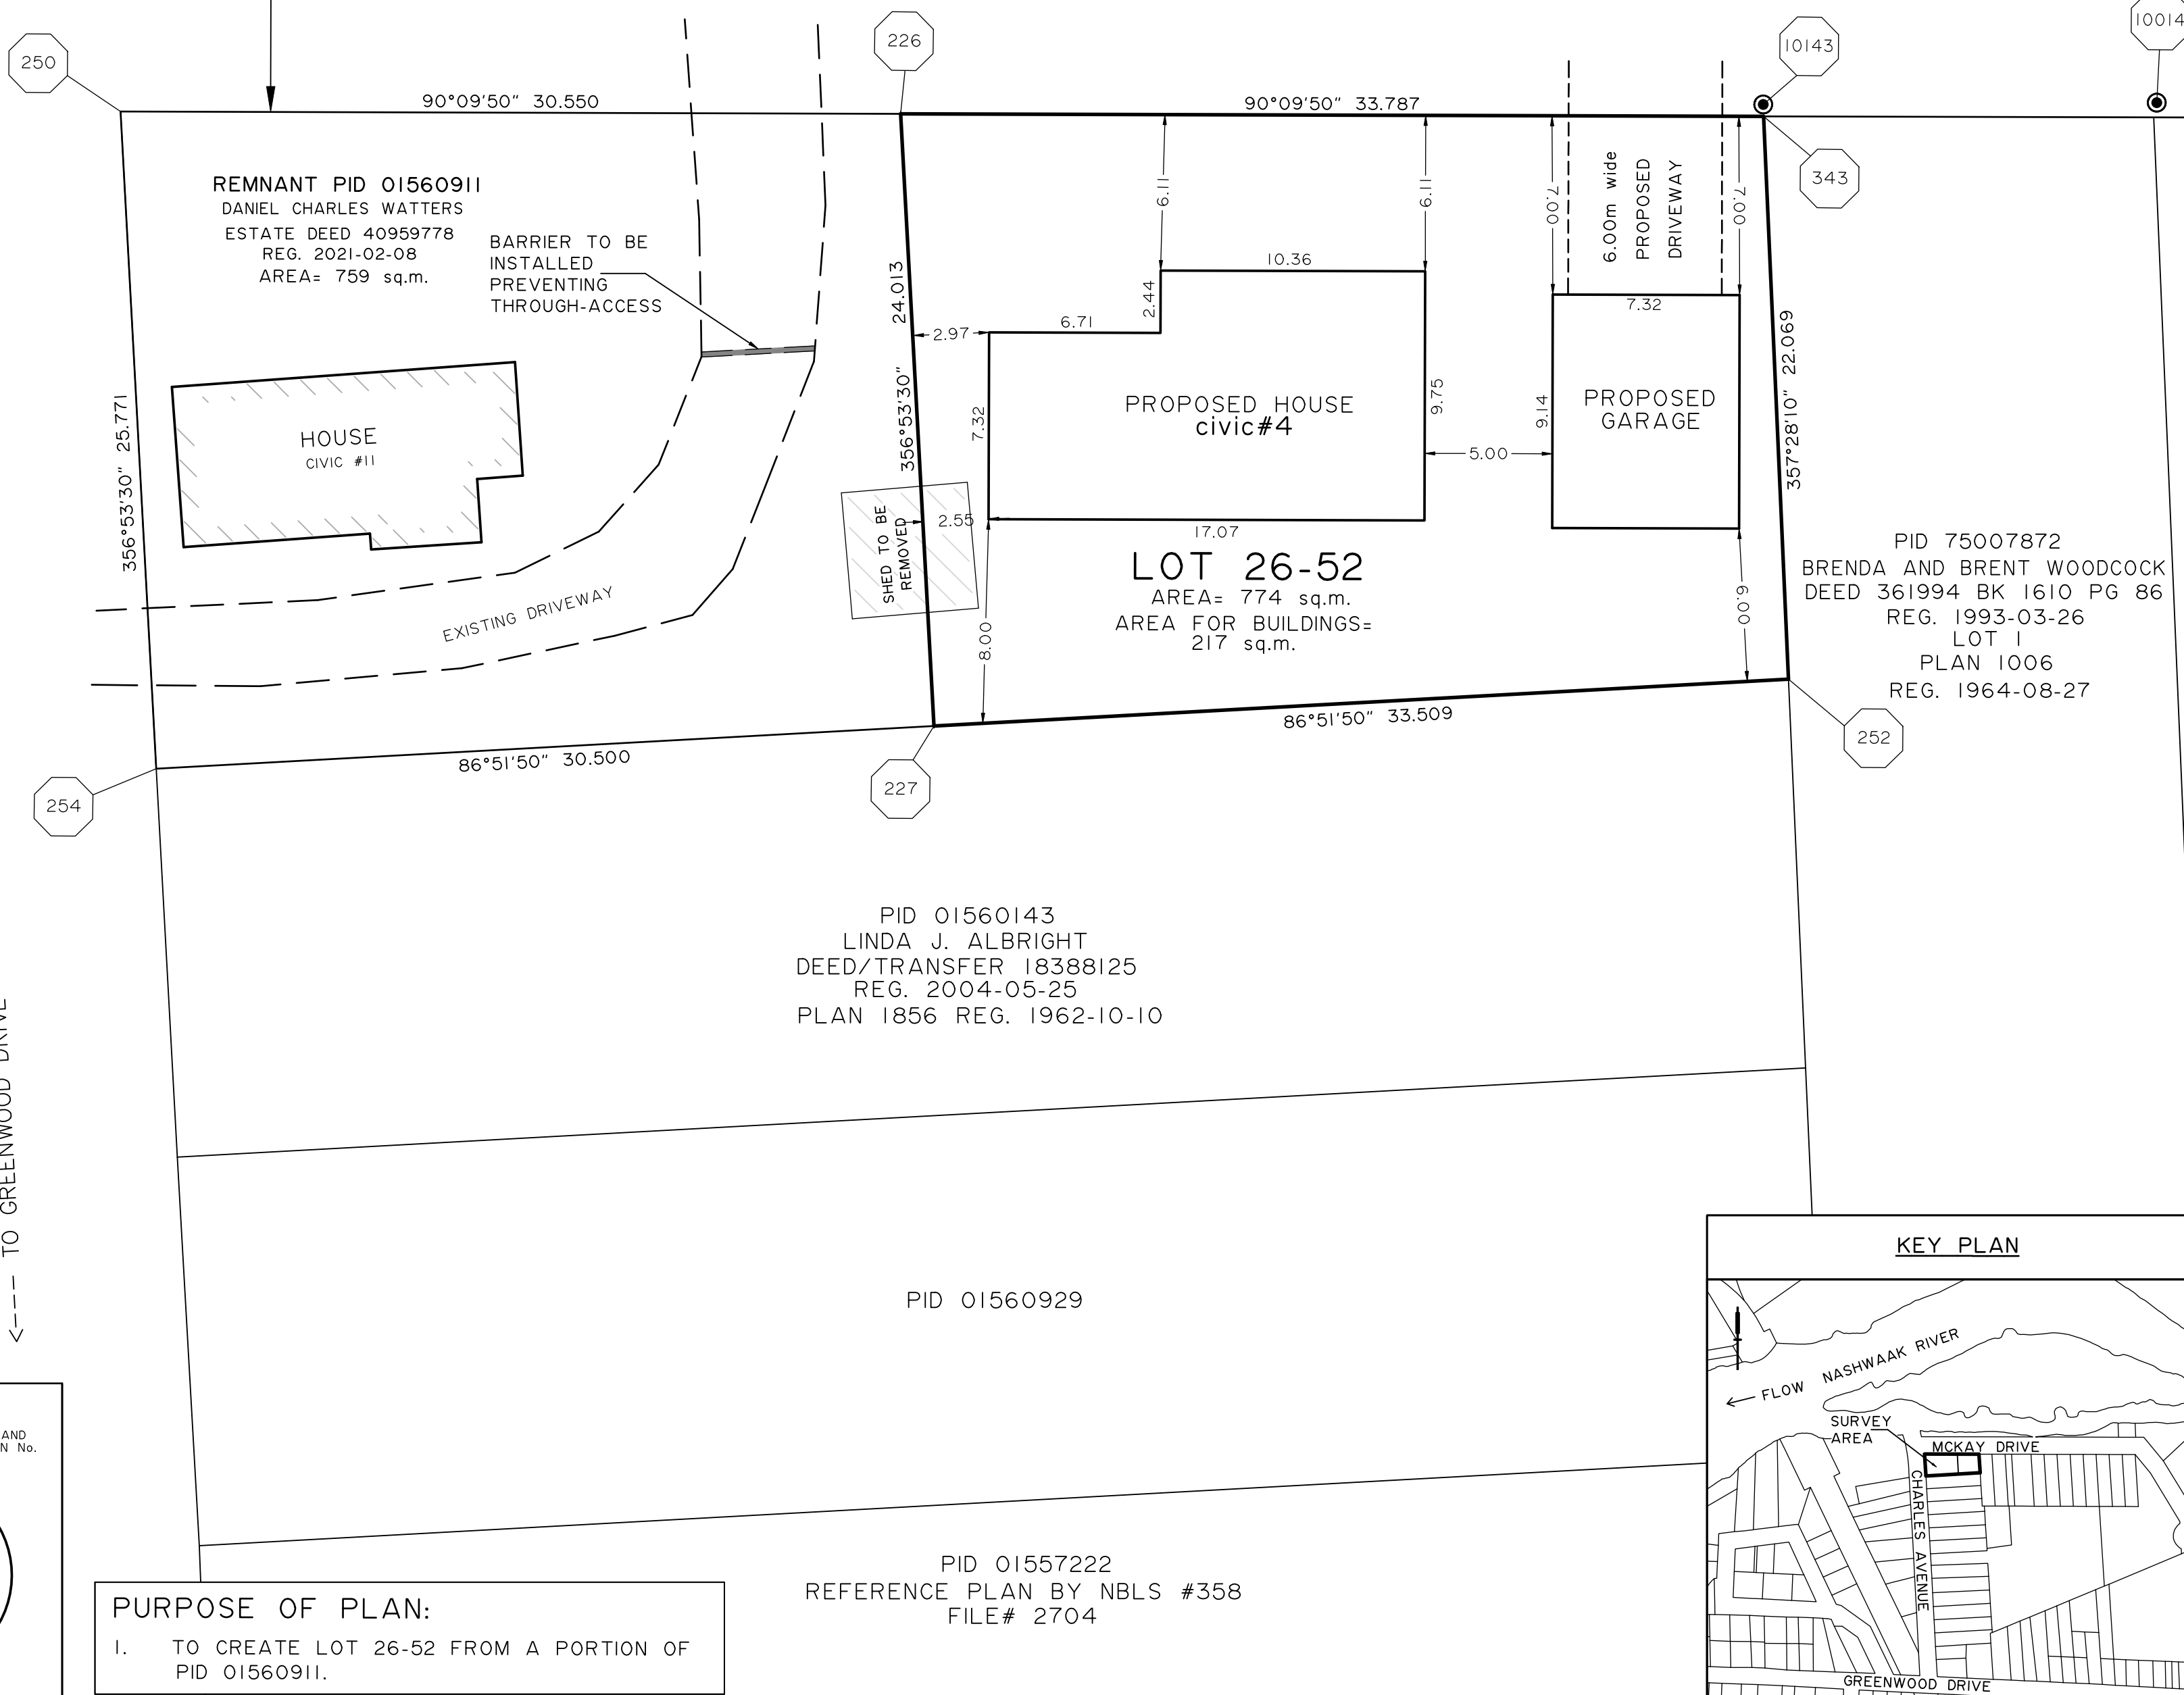 250
226
10143
10014
90°09'50" 30.550
90°09'50" 33.787
343
REMNANT PID 01560911
DANIEL CHARLES WATTERS
ESTATE DEED 40959778
REG. 2021-02-08
AREA= 759 sq.m.
BARRIER TO BE
INSTALLED
PREVENTING
THROUGH-ACCESS
6.11
6.11
7.00
6.00m wide
PROPOSED
DRIVEWAY
7.00
10.36
2.44
6.71
2.97
7.32
24.013
356°53'30"
7.32
9.75
9.14
5.00
17.07
2.55
8.00
6.00
PROPOSED HOUSE
civic#4
PROPOSED
GARAGE
357°28'10" 22.069
HOUSE
CIVIC #11
356°53'30" 25.771
SHED TO BE
REMOVED
EXISTING DRIVEWAY
LOT 26-52
AREA= 774 sq.m.
AREA FOR BUILDINGS=
217 sq.m.
PID 75007872
BRENDA AND BRENT WOODCOCK
DEED 361994 BK 1610 PG 86
REG. 1993-03-26
LOT 1
PLAN 1006
REG. 1964-08-27
86°51'50" 33.509
86°51'50" 30.500
252
254
227
PID 01560143
LINDA J. ALBRIGHT
DEED/TRANSFER 18388125
REG. 2004-05-25
PLAN 1856 REG. 1962-10-10
TO GREENWOOD DRIVE
PID 01560929
AND
N No.
PID 01557222
REFERENCE PLAN BY NBLS #358
FILE# 2704
PURPOSE OF PLAN:
1. TO CREATE LOT 26-52 FROM A PORTION OF
PID 01560911.
KEY PLAN
FLOW NASHWAAK RIVER
SURVEY
AREA
MCKAY DRIVE
CHARLES AVENUE
GREENWOOD DRIVE